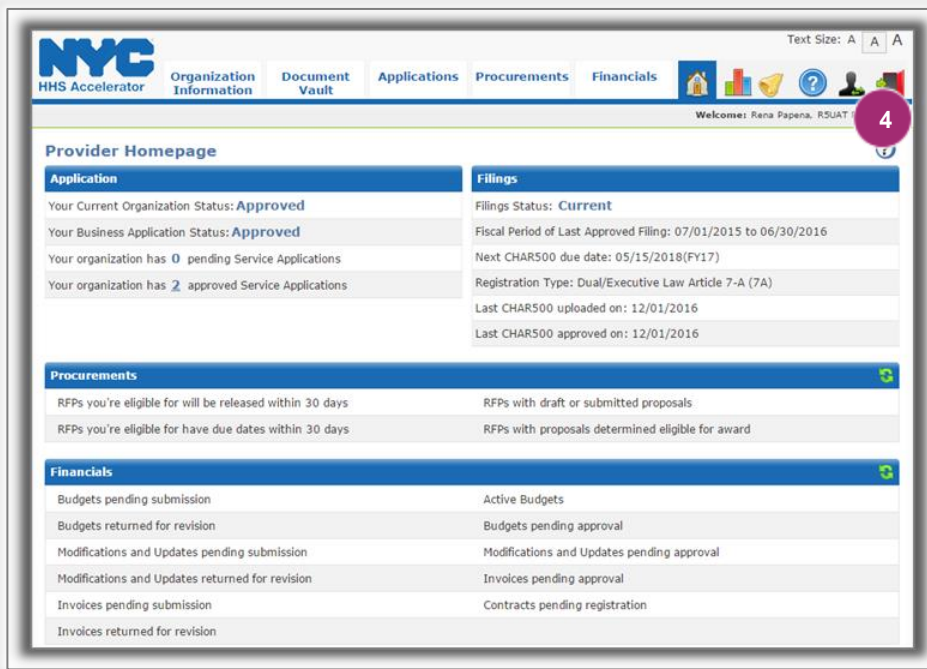 Text Size: A A A
NYC
HHS Accelerator
Organization Information
Document Vault
Applications
Procurements
Financials
Welcome: Rena Papena, R5UAT
4
Provider Homepage
Application
Your Current Organization Status: Approved
Your Business Application Status: Approved
Your organization has 0 pending Service Applications
Your organization has 2 approved Service Applications
Filings
Filings Status: Current
Fiscal Period of Last Approved Filing: 07/01/2015 to 06/30/2016
Next CHAR500 due date: 05/15/2018(FY17)
Registration Type: Dual/Executive Law Article 7-A (7A)
Last CHAR500 uploaded on: 12/01/2016
Last CHAR500 approved on: 12/01/2016
Procurements
RFPs you're eligible for will be released within 30 days
RFPs with draft or submitted proposals
RFPs you're eligible for have due dates within 30 days
RFPs with proposals determined eligible for award
Financials
Budgets pending submission
Active Budgets
Budgets returned for revision
Budgets pending approval
Modifications and Updates pending submission
Modifications and Updates pending approval
Modifications and Updates returned for revision
Invoices pending approval
Invoices pending submission
Contracts pending registration
Invoices returned for revision